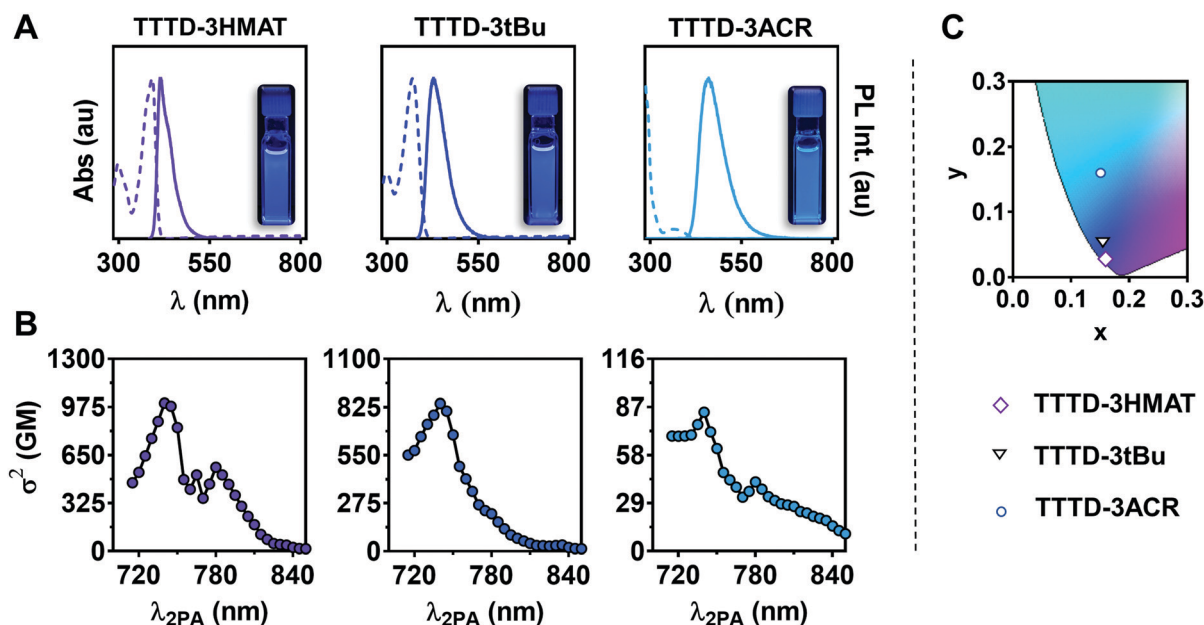 A
TTTD-3HMAT
TTTD-3tBu
TTTD-3ACR
Abs (au)
PL Int. (au)
300 550 800
300 550 800
300 550 800
λ (nm)
λ (nm)
λ (nm)
B
σ² (GM)
1300
975
650
325
0
720 780 840
λ2PA (nm)
1100
825
550
275
0
720 780 840
λ2PA (nm)
116
87
58
29
0
720 780 840
λ2PA (nm)
C
y
0.3
0.2
0.1
0.0
0.0 0.1 0.2 0.3
x
TTTD-3HMAT
TTTD-3tBu
TTTD-3ACR